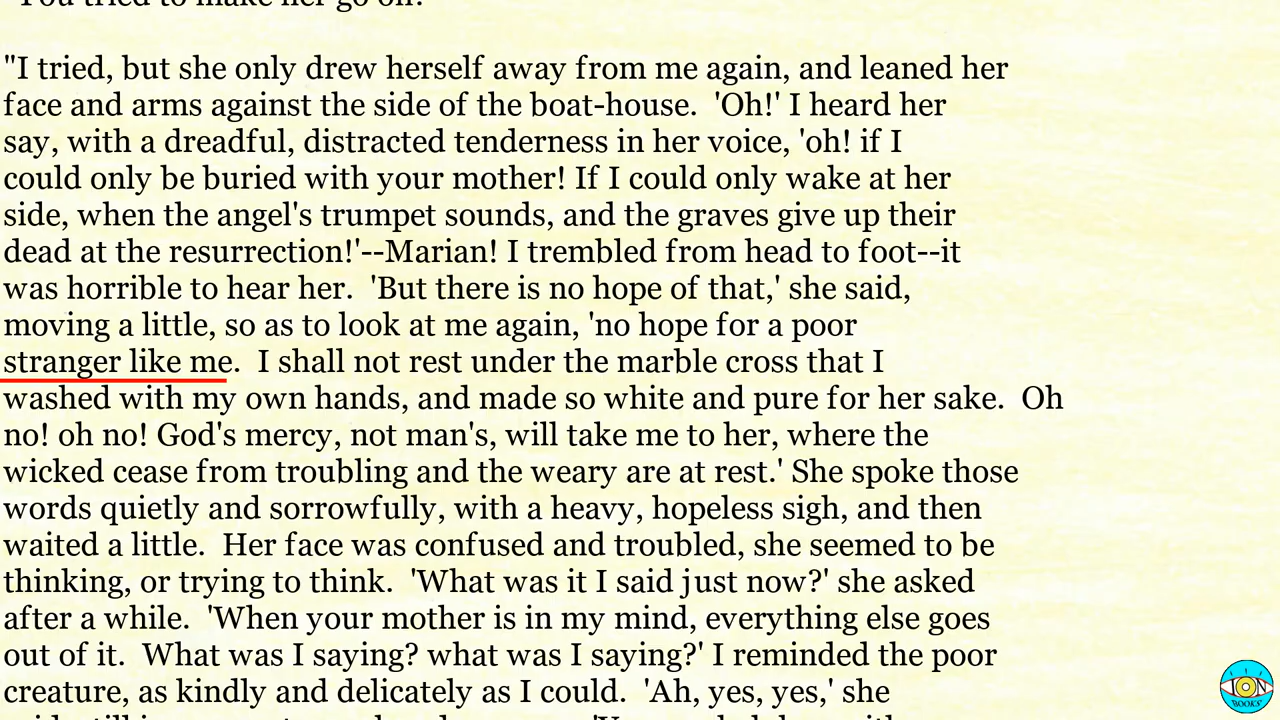 "You tried to make her go on?"
"I tried, but she only drew herself away from me again, and leaned her
face and arms against the side of the boat-house.  'Oh!' I heard her
say, with a dreadful, distracted tenderness in her voice, 'oh! if I
could only be buried with your mother! If I could only wake at her
side, when the angel's trumpet sounds, and the graves give up their
dead at the resurrection!'--Marian! I trembled from head to foot--it
was horrible to hear her.  'But there is no hope of that,' she said,
moving a little, so as to look at me again, 'no hope for a poor
stranger like me.  I shall not rest under the marble cross that I
washed with my own hands, and made so white and pure for her sake.  Oh
no! oh no! God's mercy, not man's, will take me to her, where the
wicked cease from troubling and the weary are at rest.' She spoke those
words quietly and sorrowfully, with a heavy, hopeless sigh, and then
waited a little.  Her face was confused and troubled, she seemed to be
thinking, or trying to think.  'What was it I said just now?' she asked
after a while.  'When your mother is in my mind, everything else goes
out of it.  What was I saying? what was I saying?' I reminded the poor
creature, as kindly and delicately as I could.  'Ah, yes, yes,' she
ION
BOOKS